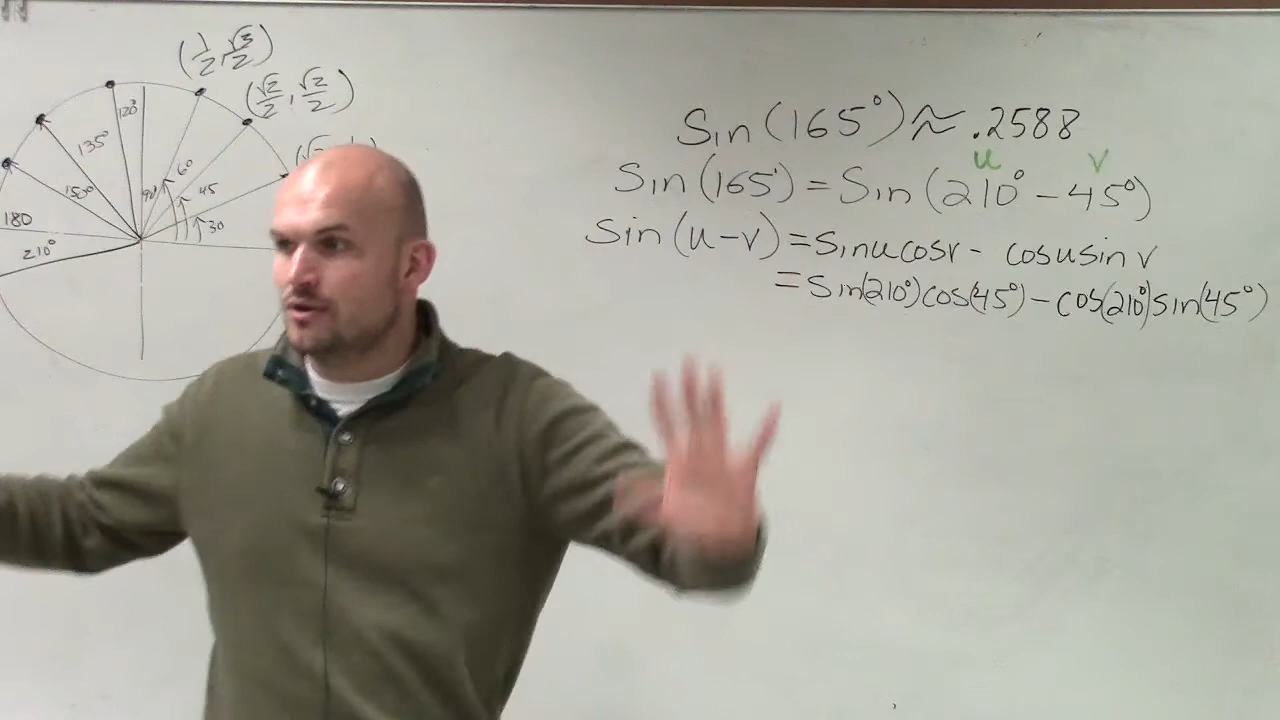 (1/2, √3/2)
(√2/2, √2/2)
120°
135°
60
150°
90°
45
180
30
210°
Sin(165°)≈.2588
u v
Sin(165°)=Sin(210°-45°)
Sin(u-v)=sinucosv- cosusinv
=Sin(210°)cos(45°)-cos(210°)sin(45°)